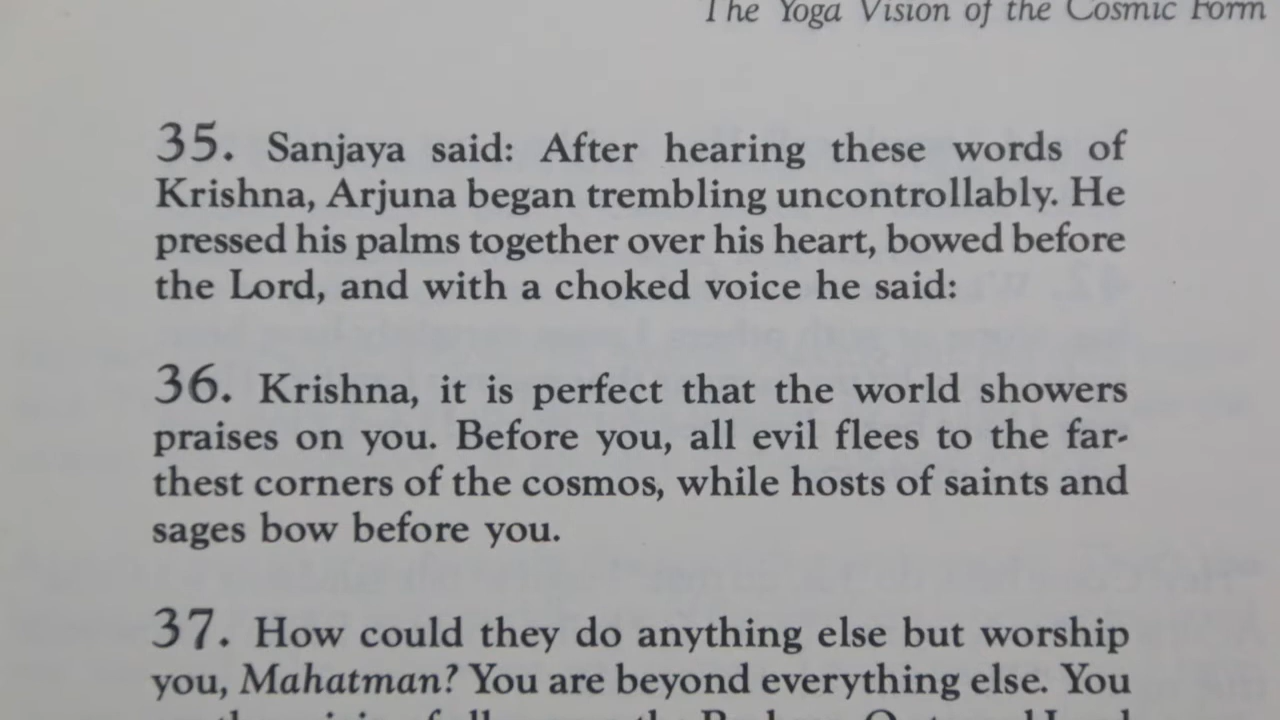 The Yoga Vision of the Cosmic Form
35. Sanjaya said: After hearing these words of
Krishna, Arjuna began trembling uncontrollably. He
pressed his palms together over his heart, bowed before
the Lord, and with a choked voice he said:
36. Krishna, it is perfect that the world showers
praises on you. Before you, all evil flees to the far-
thest corners of the cosmos, while hosts of saints and
sages bow before you.
37. How could they do anything else but worship
you, Mahatman? You are beyond everything else. You